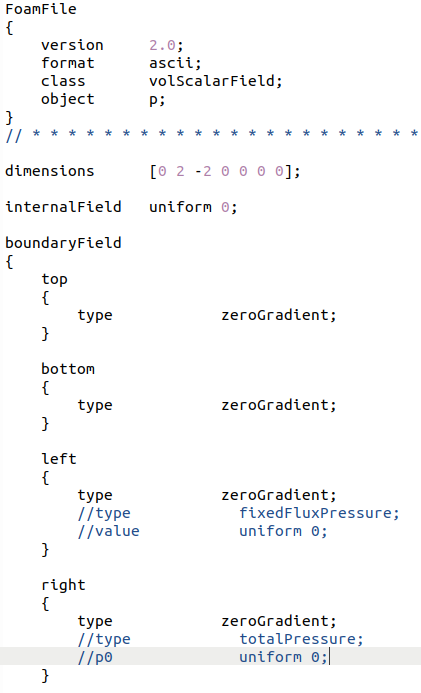 FoamFile
{
    version     2.0;
    format      ascii;
    class       volScalarField;
    object      p;
}
// * * * * * * * * * * * * * * * * * * * * * *

dimensions      [0 2 -2 0 0 0 0];

internalField   uniform 0;

boundaryField
{
    top
    {
        type            zeroGradient;
    }

    bottom
    {
        type            zeroGradient;
    }

    left
    {
        type            zeroGradient;
        //type            fixedFluxPressure;
        //value           uniform 0;
    }

    right
    {
        type            zeroGradient;
        //type            totalPressure;
        //p0              uniform 0;
    }